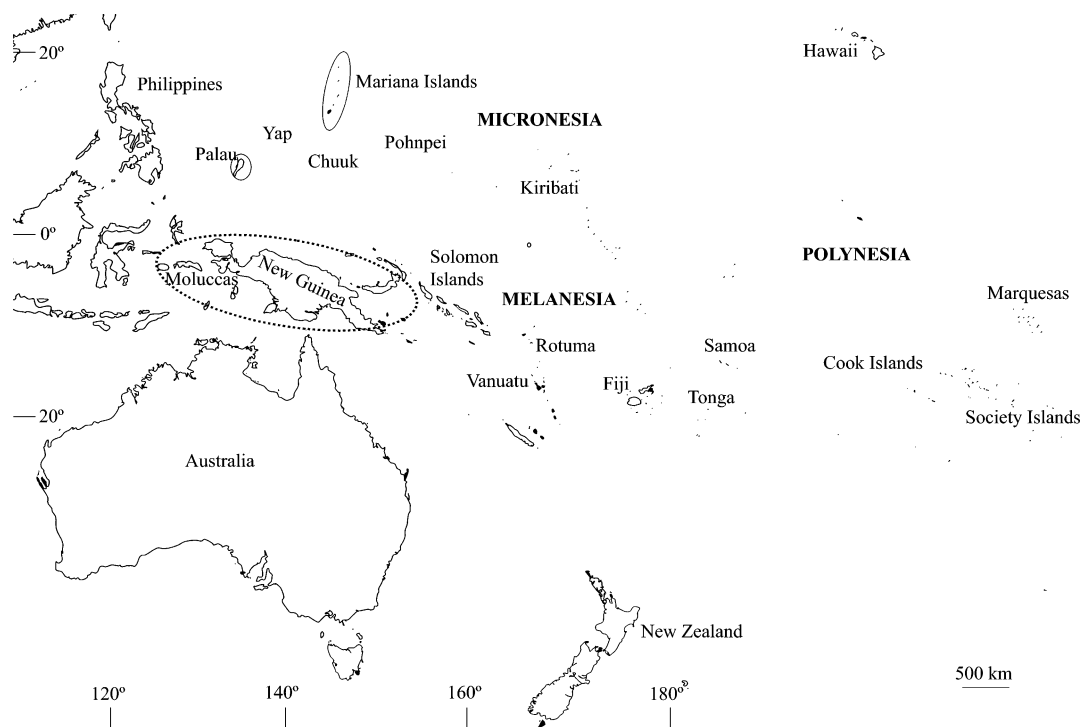 20º
Hawaii
Philippines
Mariana Islands
MICRONESIA
Yap
Pohnpei
Palau
Chuuk
Kiribati
0º
POLYNESIA
Solomon
Islands
Moluccas
New Guinea
MELANESIA
Marquesas
Rotuma
Samoa
Cook Islands
Vanuatu
Fiji
Tonga
20º
Society Islands
Australia
New Zealand
500 km
120º
140º
160º
180º